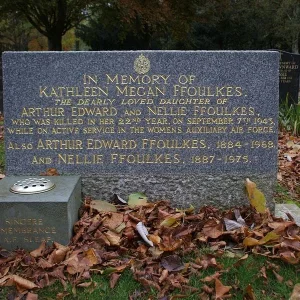 IN MEMORY OF
KATHLEEN MEGAN FFOULKES,
THE DEARLY LOVED DAUGHTER OF
ARTHUR EDWARD AND NELLIE FFOULKES,
WHO WAS KILLED IN HER 22ND YEAR ON SEPTEMBER 7TH 1943,
WHILE ON ACTIVE SERVICE IN THE WOMENS AUXILIARY AIR FORCE.
ALSO ARTHUR EDWARD FFOULKES, 1884-1968,
AND NELLIE FFOULKES, 1887-1975.
REMEMBRANCE